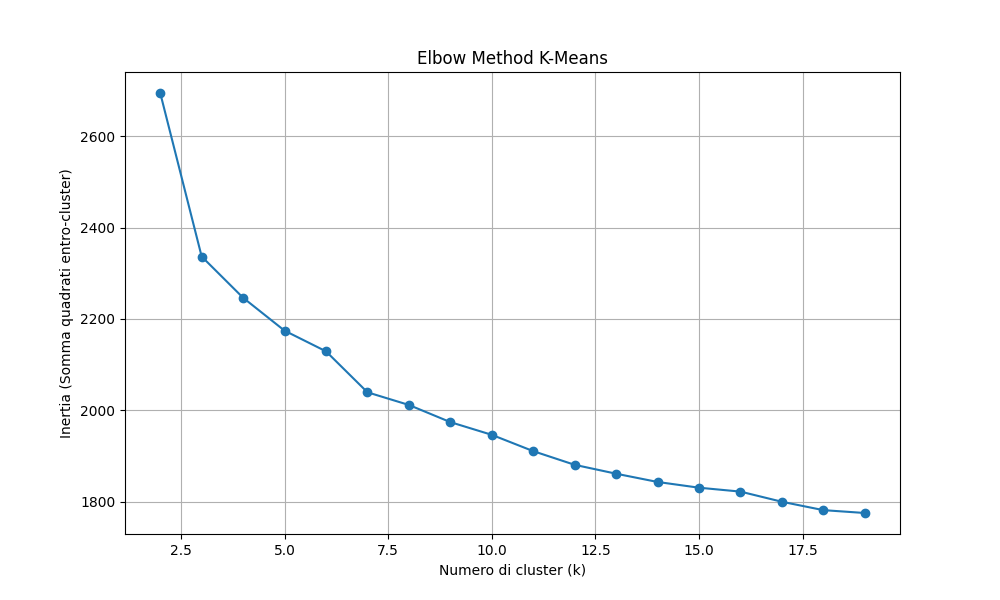 Elbow Method K-Means
Inertia (Somma quadrati entro-cluster)
2600
2400
2200
2000
1800
2.5 5.0 7.5 10.0 12.5 15.0 17.5
Numero di cluster (k)